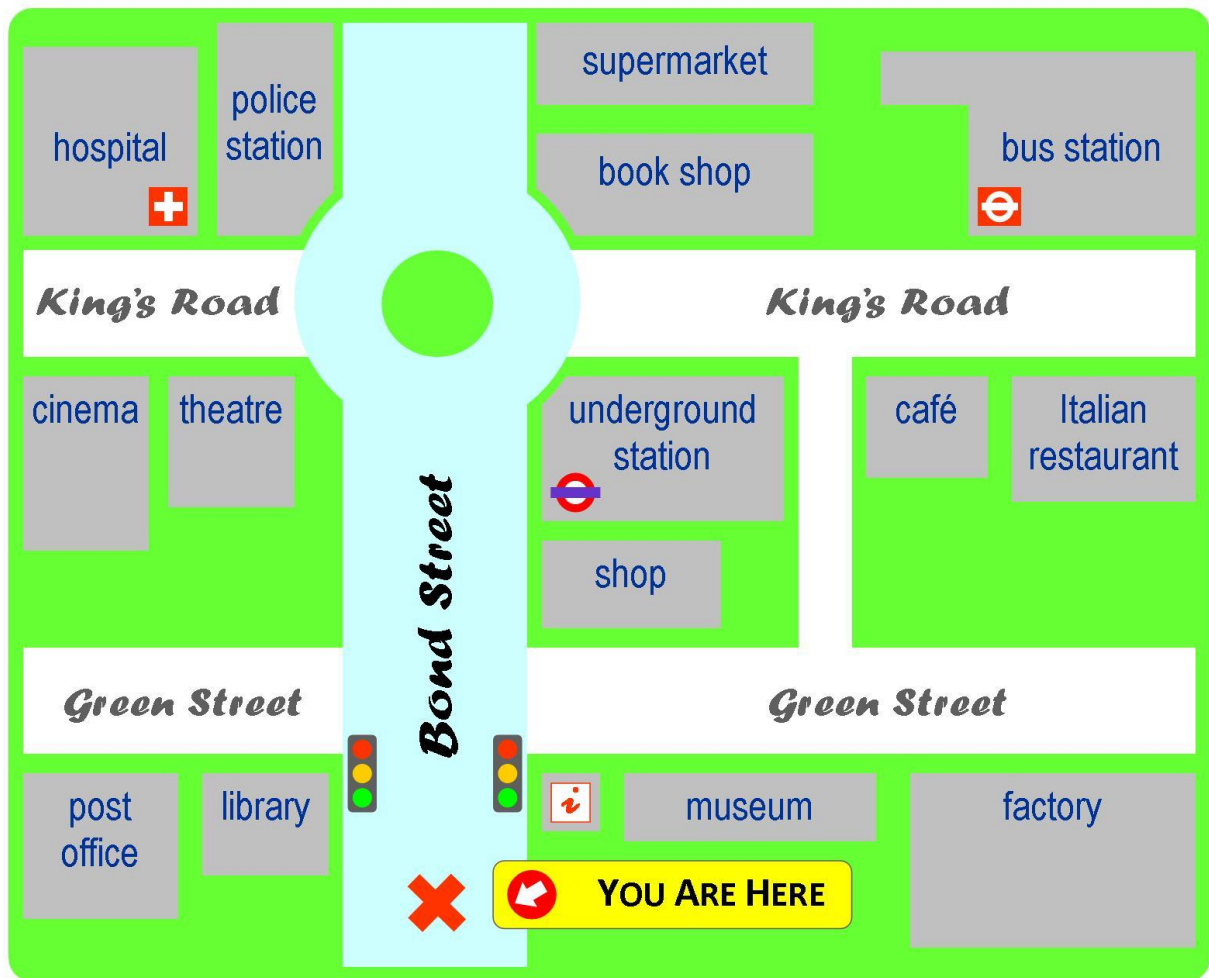 supermarket
police
station
hospital
book shop
bus station
King's Road
King's Road
cinema
theatre
underground
station
café
Italian
restaurant
shop
Bond Street
Green Street
Green Street
post
office
library
i
museum
factory
YOU ARE HERE